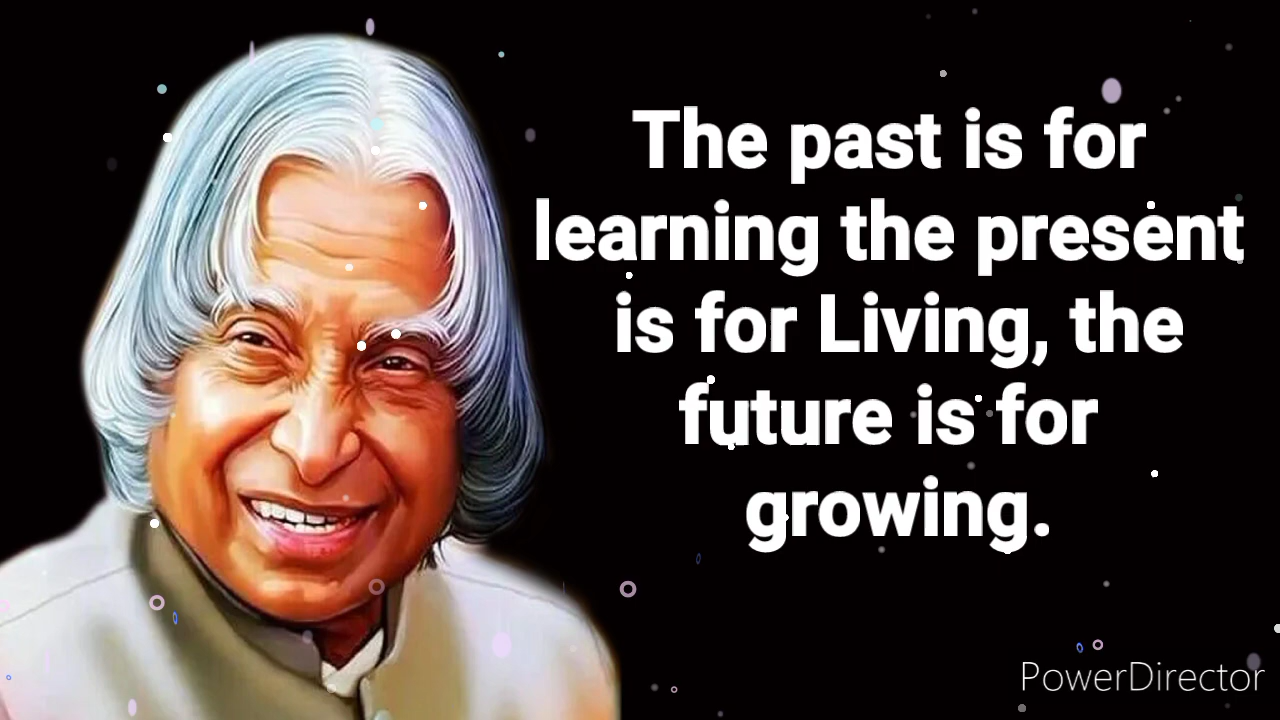 The past is for
learning the present
is for Living, the
future is for
growing.
PowerDirector